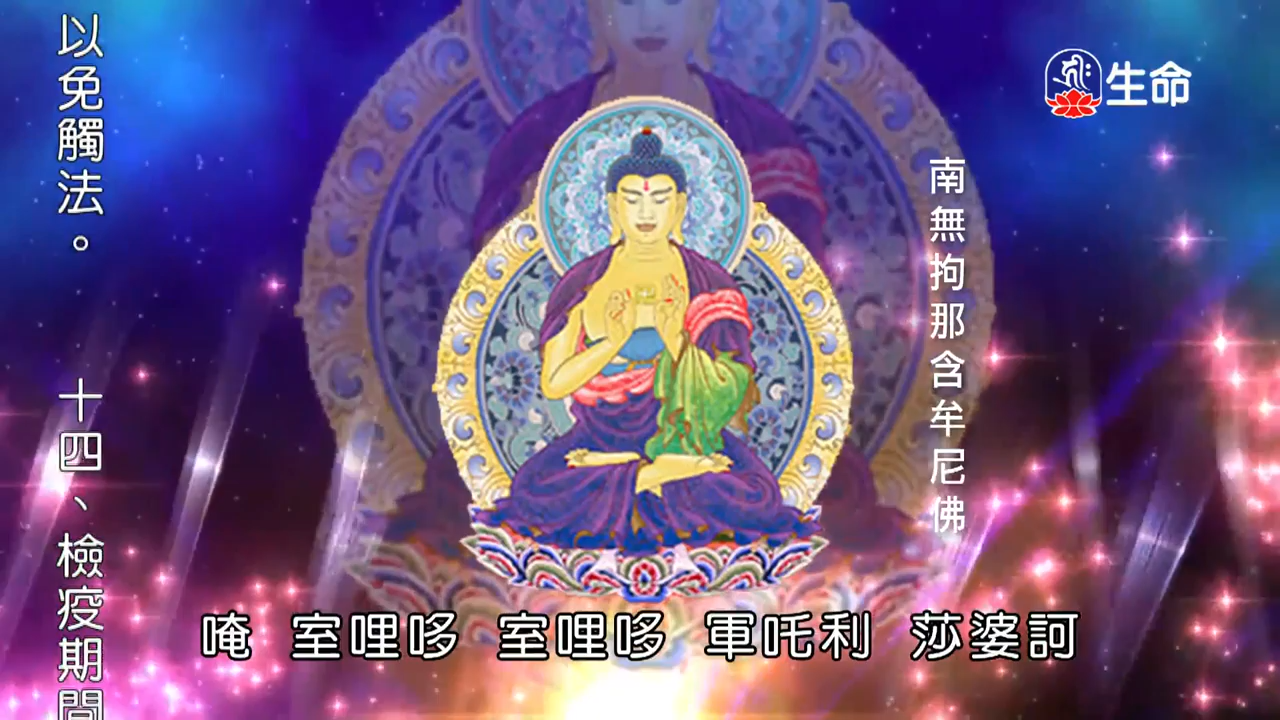 以免觸法。　十四、檢疫期間
生命
南無拘那含牟尼佛
唵 室哩哆 室哩哆 軍吒利 莎婆訶